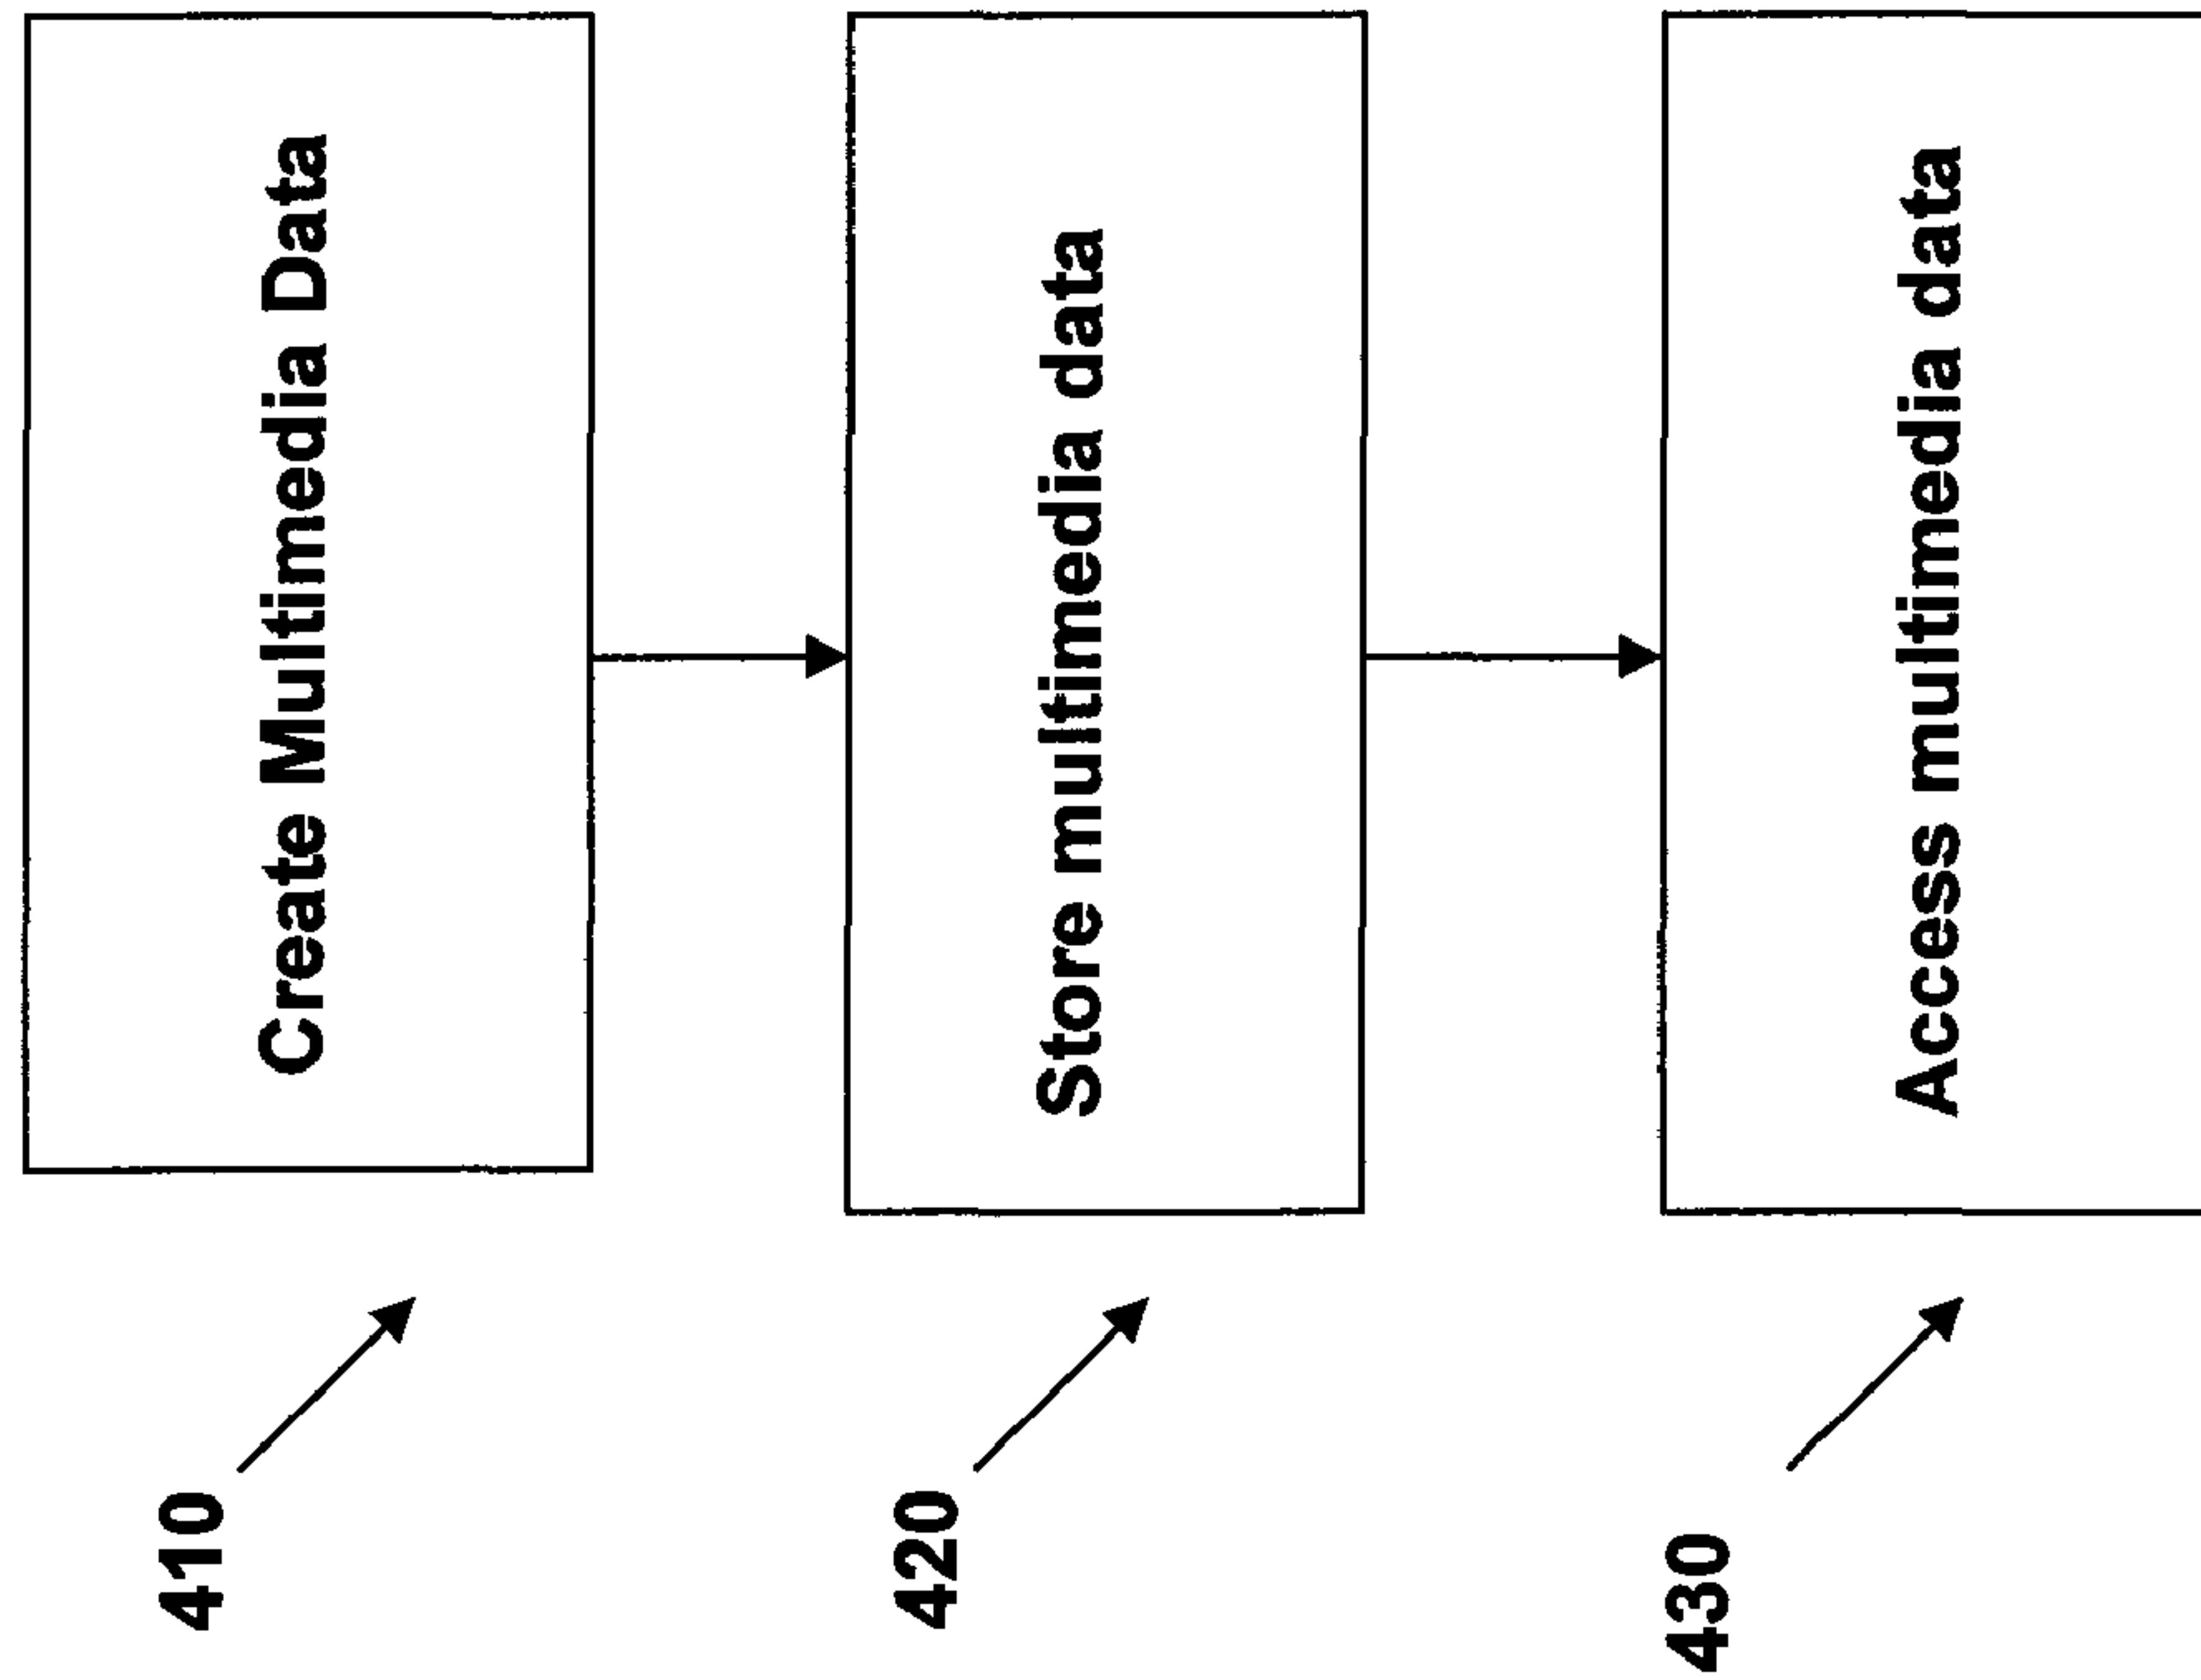 410
Create Multimedia Data
420
Store multimedia data
430
Access multimedia data